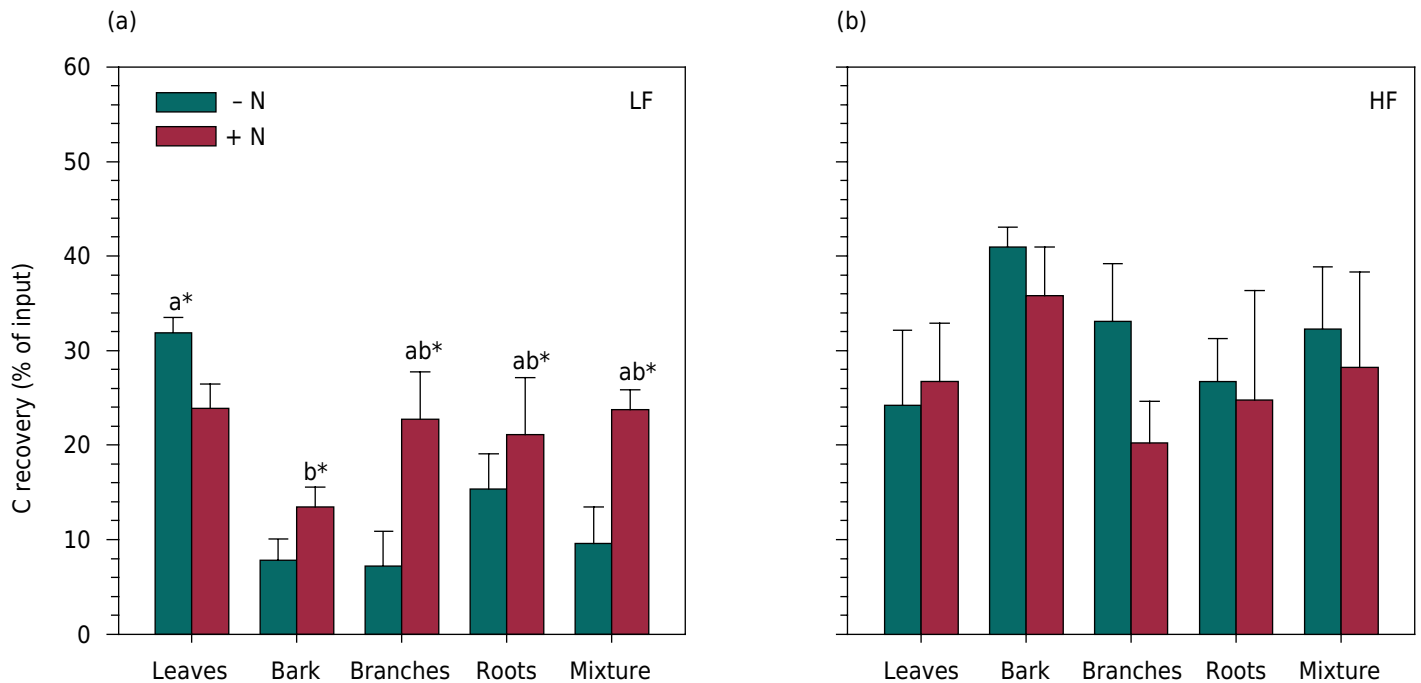 (a)
C recovery (% of input)
60
50
40
30
20
10
0
– N
+ N
LF
a*
b*
ab*
ab*
ab*
Leaves Bark Branches Roots Mixture
(b)
HF
Leaves Bark Branches Roots Mixture